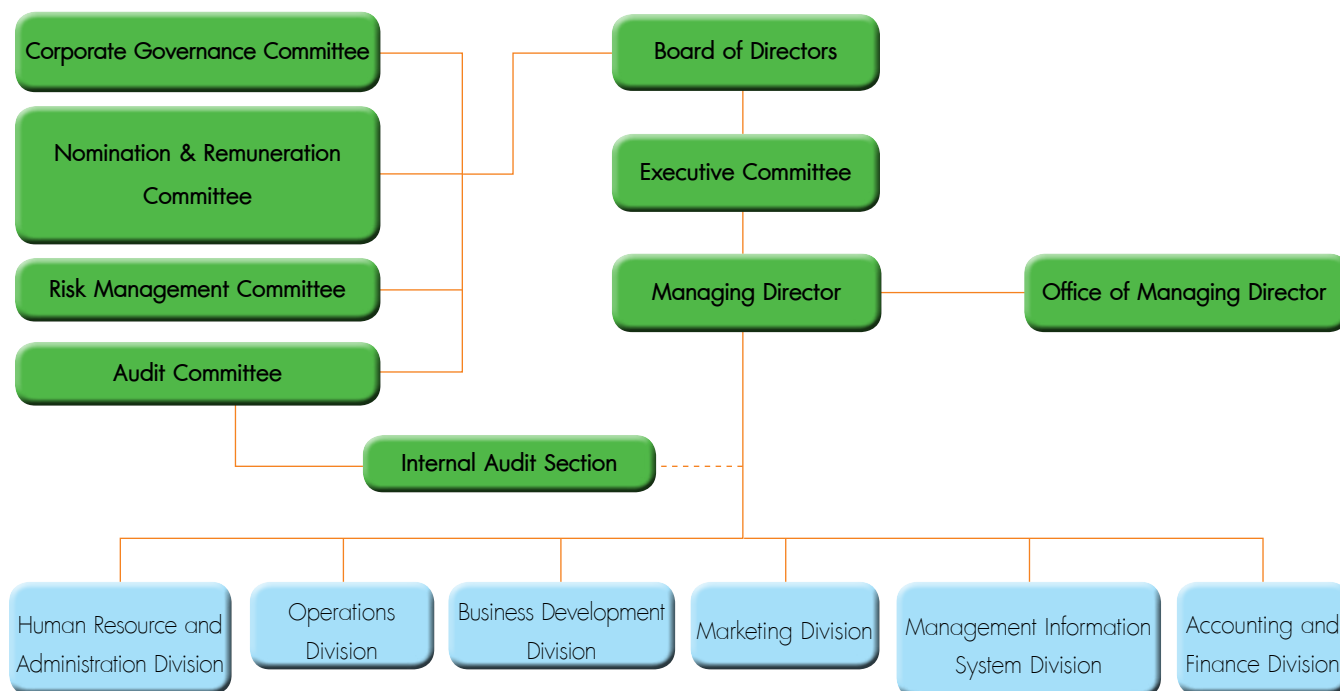 Corporate Governance Committee
Board of Directors
Nomination & Remuneration
Committee
Executive Committee
Risk Management Committee
Managing Director
Office of Managing Director
Audit Committee
Internal Audit Section
Human Resource and
Administration Division
Operations
Division
Business Development
Division
Marketing Division
Management Information
System Division
Accounting and
Finance Division